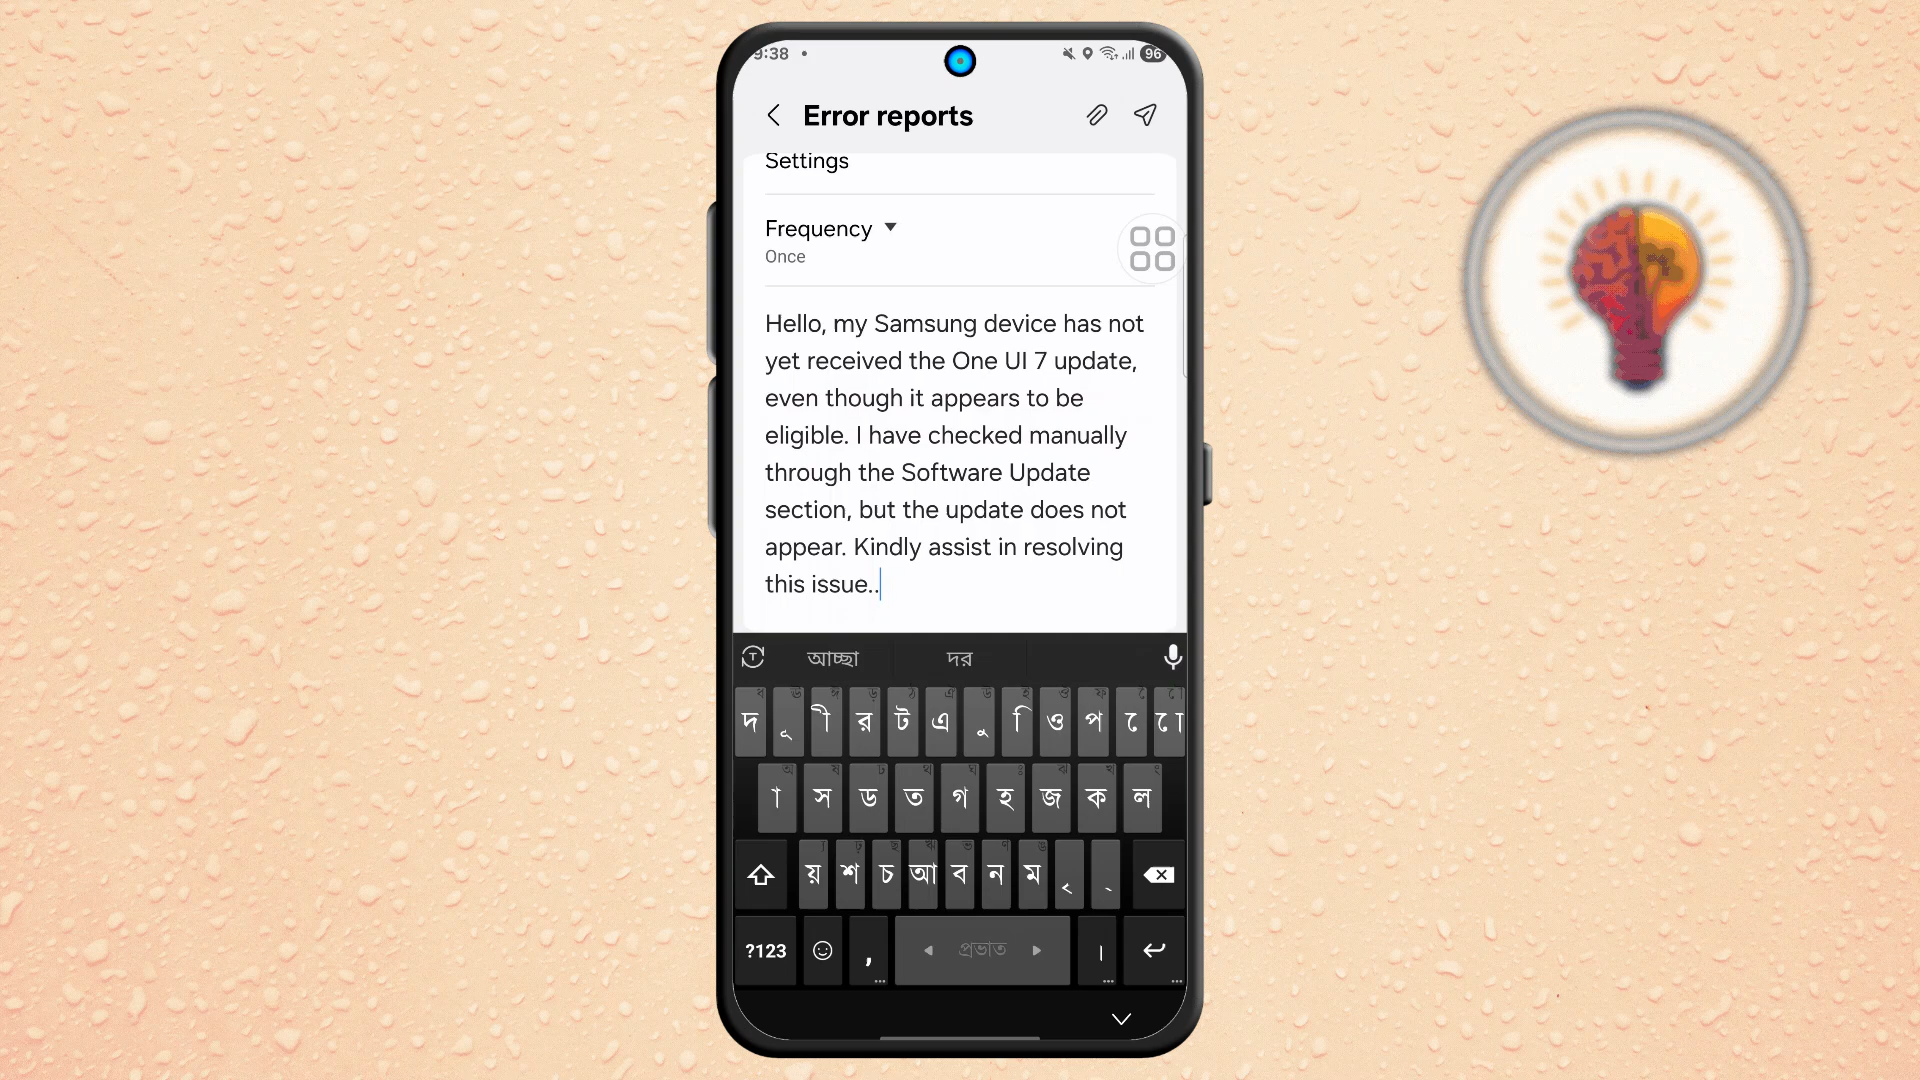 9:38
96
Error reports
Settings
Frequency
Once
Hello, my Samsung device has not
yet received the One UI 7 update,
even though it appears to be
eligible. I have checked manually
through the Software Update
section, but the update does not
appear. Kindly assist in resolving
this issue..
আচ্ছা দর
দ ূ ী র ট এ ু ি ও প ে ো
া স ড ত গ হ জ ক ল
য় শ চ আ ব ন ম ৃ ্
?123 , প্রভাত ।